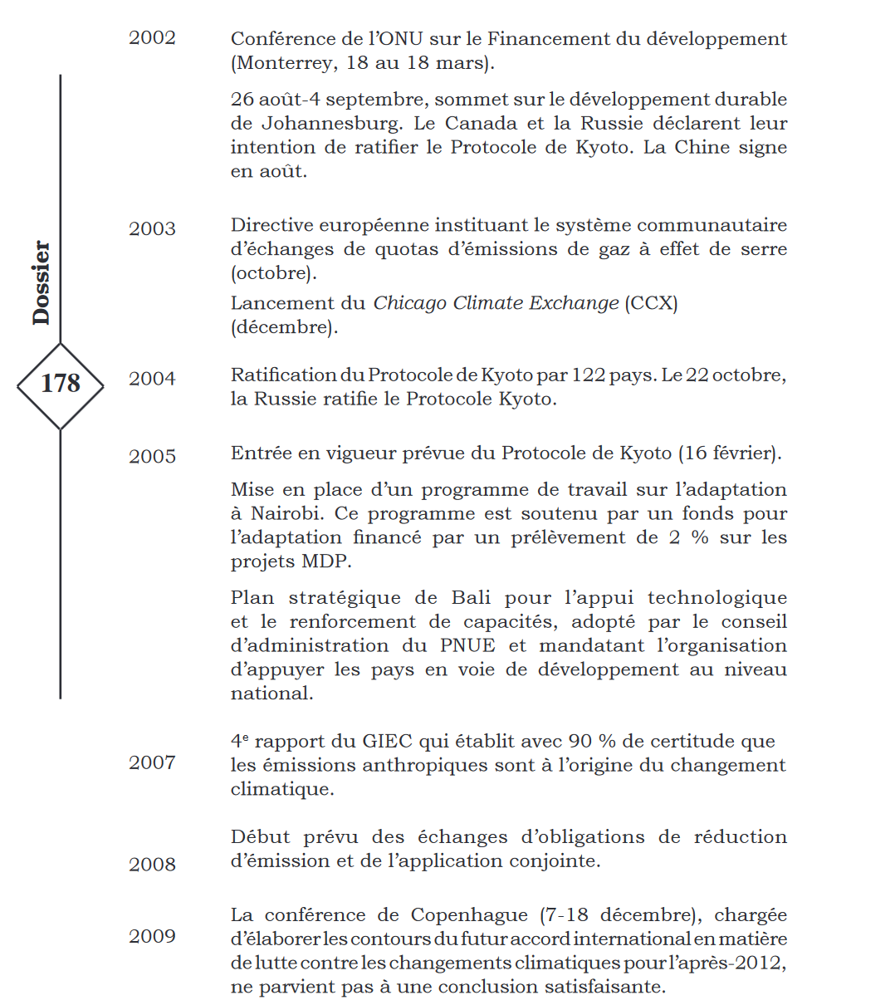 2002
Conférence de l’ONU sur le Financement du développement
(Monterrey, 18 au 18 mars).
26 août-4 septembre, sommet sur le développement durable
de Johannesburg. Le Canada et la Russie déclarent leur
intention de ratifier le Protocole de Kyoto. La Chine signe
en août.
2003
Directive européenne instituant le système communautaire
d’échanges de quotas d’émissions de gaz à effet de serre
(octobre).
Lancement du Chicago Climate Exchange (CCX)
(décembre).
Dossier
178
2004
Ratification du Protocole de Kyoto par 122 pays. Le 22 octobre,
la Russie ratifie le Protocole Kyoto.
2005
Entrée en vigueur prévue du Protocole de Kyoto (16 février).
Mise en place d’un programme de travail sur l’adaptation
à Nairobi. Ce programme est soutenu par un fonds pour
l’adaptation financé par un prélèvement de 2 % sur les
projets MDP.
Plan stratégique de Bali pour l’appui technologique
et le renforcement de capacités, adopté par le conseil
d’administration du PNUE et mandatant l’organisation
d’appuyer les pays en voie de développement au niveau
national.
2007
4e rapport du GIEC qui établit avec 90 % de certitude que
les émissions anthropiques sont à l’origine du changement
climatique.
2008
Début prévu des échanges d’obligations de réduction
d’émission et de l’application conjointe.
2009
La conférence de Copenhague (7-18 décembre), chargée
d’élaborer les contours du futur accord international en matière
de lutte contre les changements climatiques pour l’après-2012,
ne parvient pas à une conclusion satisfaisante.